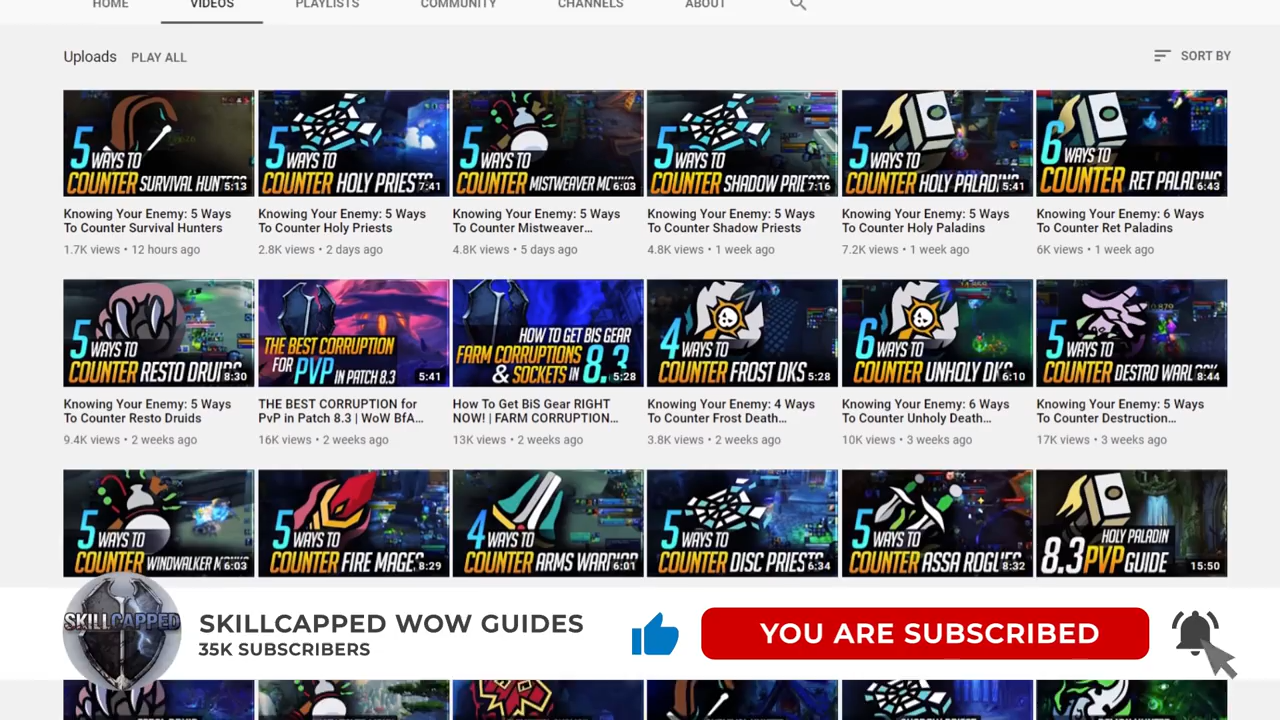 HOME VIDEOS PLAYLISTS COMMUNITY CHANNELS ABOUT
Uploads PLAY ALL SORT BY
5 WAYS TO
COUNTER SURVIVAL HUNTERS
5:13
5 WAYS TO
COUNTER HOLY PRIESTS
7:41
5 WAYS TO
COUNTER MISTWEAVER MONKS
6:03
5 WAYS TO
COUNTER SHADOW PRIESTS
7:16
5 WAYS TO
COUNTER HOLY PALADINS
5:41
6 WAYS TO
COUNTER RET PALADINS
6:43
Knowing Your Enemy: 5 Ways
To Counter Survival Hunters
1.7K views • 12 hours ago
Knowing Your Enemy: 5 Ways
To Counter Holy Priests
2.8K views • 2 days ago
Knowing Your Enemy: 5 Ways
To Counter Mistweaver…
4.8K views • 5 days ago
Knowing Your Enemy: 5 Ways
To Counter Shadow Priests
4.8K views • 1 week ago
Knowing Your Enemy: 5 Ways
To Counter Holy Paladins
7.2K views • 1 week ago
Knowing Your Enemy: 6 Ways
To Counter Ret Paladins
6K views • 1 week ago
5 WAYS TO
COUNTER RESTO DRUIDS
8:30
THE BEST CORRUPTION
FOR PVP IN PATCH 8.3
5:41
HOW TO GET BIS GEAR
FARM CORRUPTIONS
& SOCKETS IN 8.3
5:28
4 WAYS TO
COUNTER FROST DKS
5:28
6 WAYS TO
COUNTER UNHOLY DKS
6:10
5 WAYS TO
COUNTER DESTRO WARLOCK
8:44
Knowing Your Enemy: 5 Ways
To Counter Resto Druids
9.4K views • 2 weeks ago
THE BEST CORRUPTION for
PvP in Patch 8.3 | WoW BfA…
16K views • 2 weeks ago
How To Get BiS Gear RIGHT
NOW! | FARM CORRUPTION…
13K views • 2 weeks ago
Knowing Your Enemy: 4 Ways
To Counter Frost Death…
3.8K views • 2 weeks ago
Knowing Your Enemy: 6 Ways
To Counter Unholy Death…
10K views • 3 weeks ago
Knowing Your Enemy: 5 Ways
To Counter Destruction…
17K views • 3 weeks ago
5 WAYS TO
COUNTER WINDWALKER MONKS
6:03
5 WAYS TO
COUNTER FIRE MAGES
8:29
4 WAYS TO
COUNTER ARMS WARRIOR
6:01
5 WAYS TO
COUNTER DISC PRIESTS
6:34
5 WAYS TO
COUNTER ASSA ROGUES
8:32
HOLY PALADIN
8.3 PVP GUIDE
15:50
SKILLCAPPED
SKILLCAPPED WOW GUIDES
35K SUBSCRIBERS
YOU ARE SUBSCRIBED